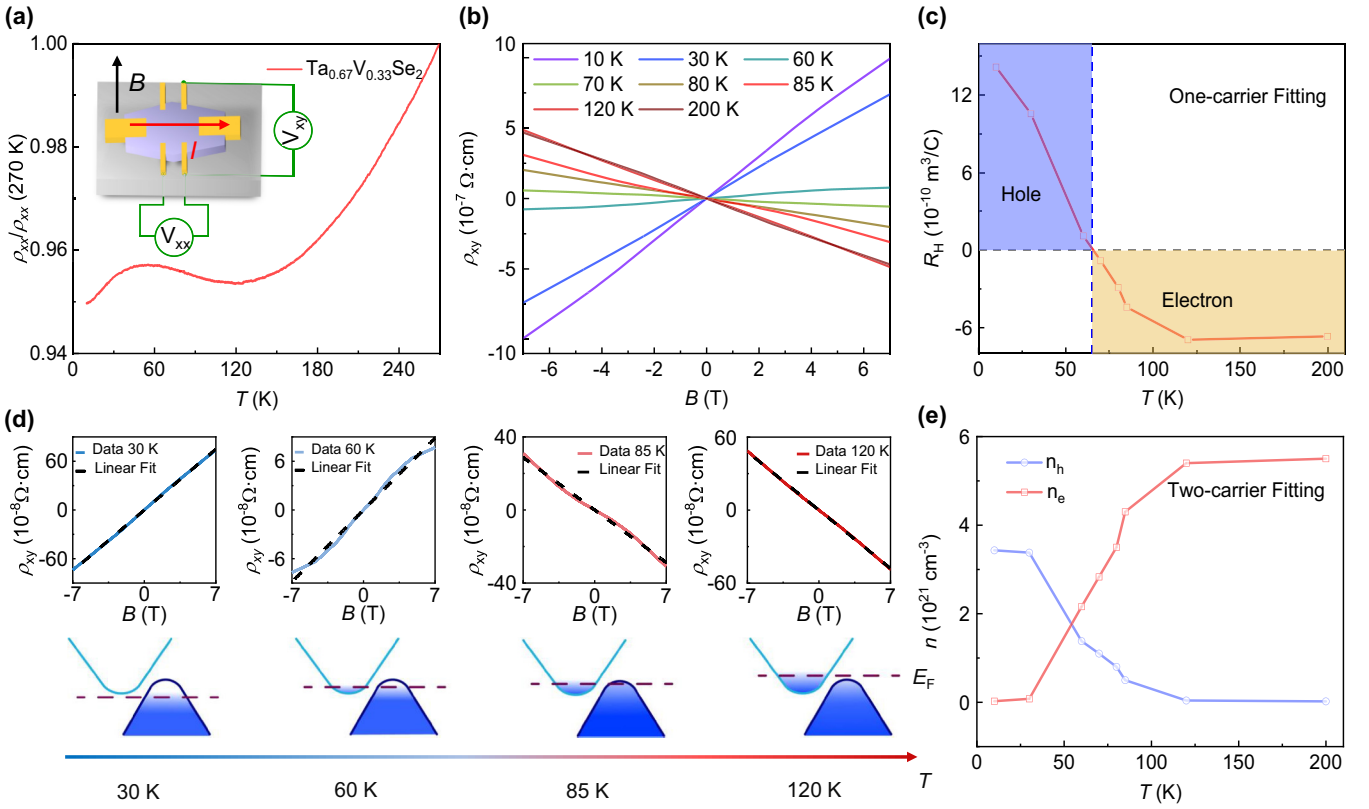 (a)
1.00
0.98
0.96
0.94
ρxx/ρxx (270 K)
Ta0.67V0.33Se2
B
I
Vxy
Vxx
0 60 120 180 240
T (K)
(b)
10
5
0
-5
-10
ρxy (10-7 Ω·cm)
10 K 30 K 60 K
70 K 80 K 85 K
120 K 200 K
-6 -4 -2 0 2 4 6
B (T)
(c)
12
6
0
-6
RH (10-10 m3/C)
One-carrier Fitting
Hole
Electron
0 50 100 150 200
T (K)
(d)
60
0
-60
ρxy (10-8Ω·cm)
Data 30 K
Linear Fit
-7 0 7
B (T)
6
0
-6
ρxy (10-8Ω·cm)
Data 60 K
Linear Fit
-7 0 7
B (T)
40
0
-40
ρxy (10-8Ω·cm)
Data 85 K
Linear Fit
-7 0 7
B (T)
60
0
-60
ρxy (10-8Ω·cm)
Data 120 K
Linear Fit
-7 0 7
B (T)
EF
30 K 60 K 85 K 120 K
T
(e)
6
4
2
0
n (1021 cm-3)
nh
ne
Two-carrier Fitting
0 50 100 150 200
T (K)